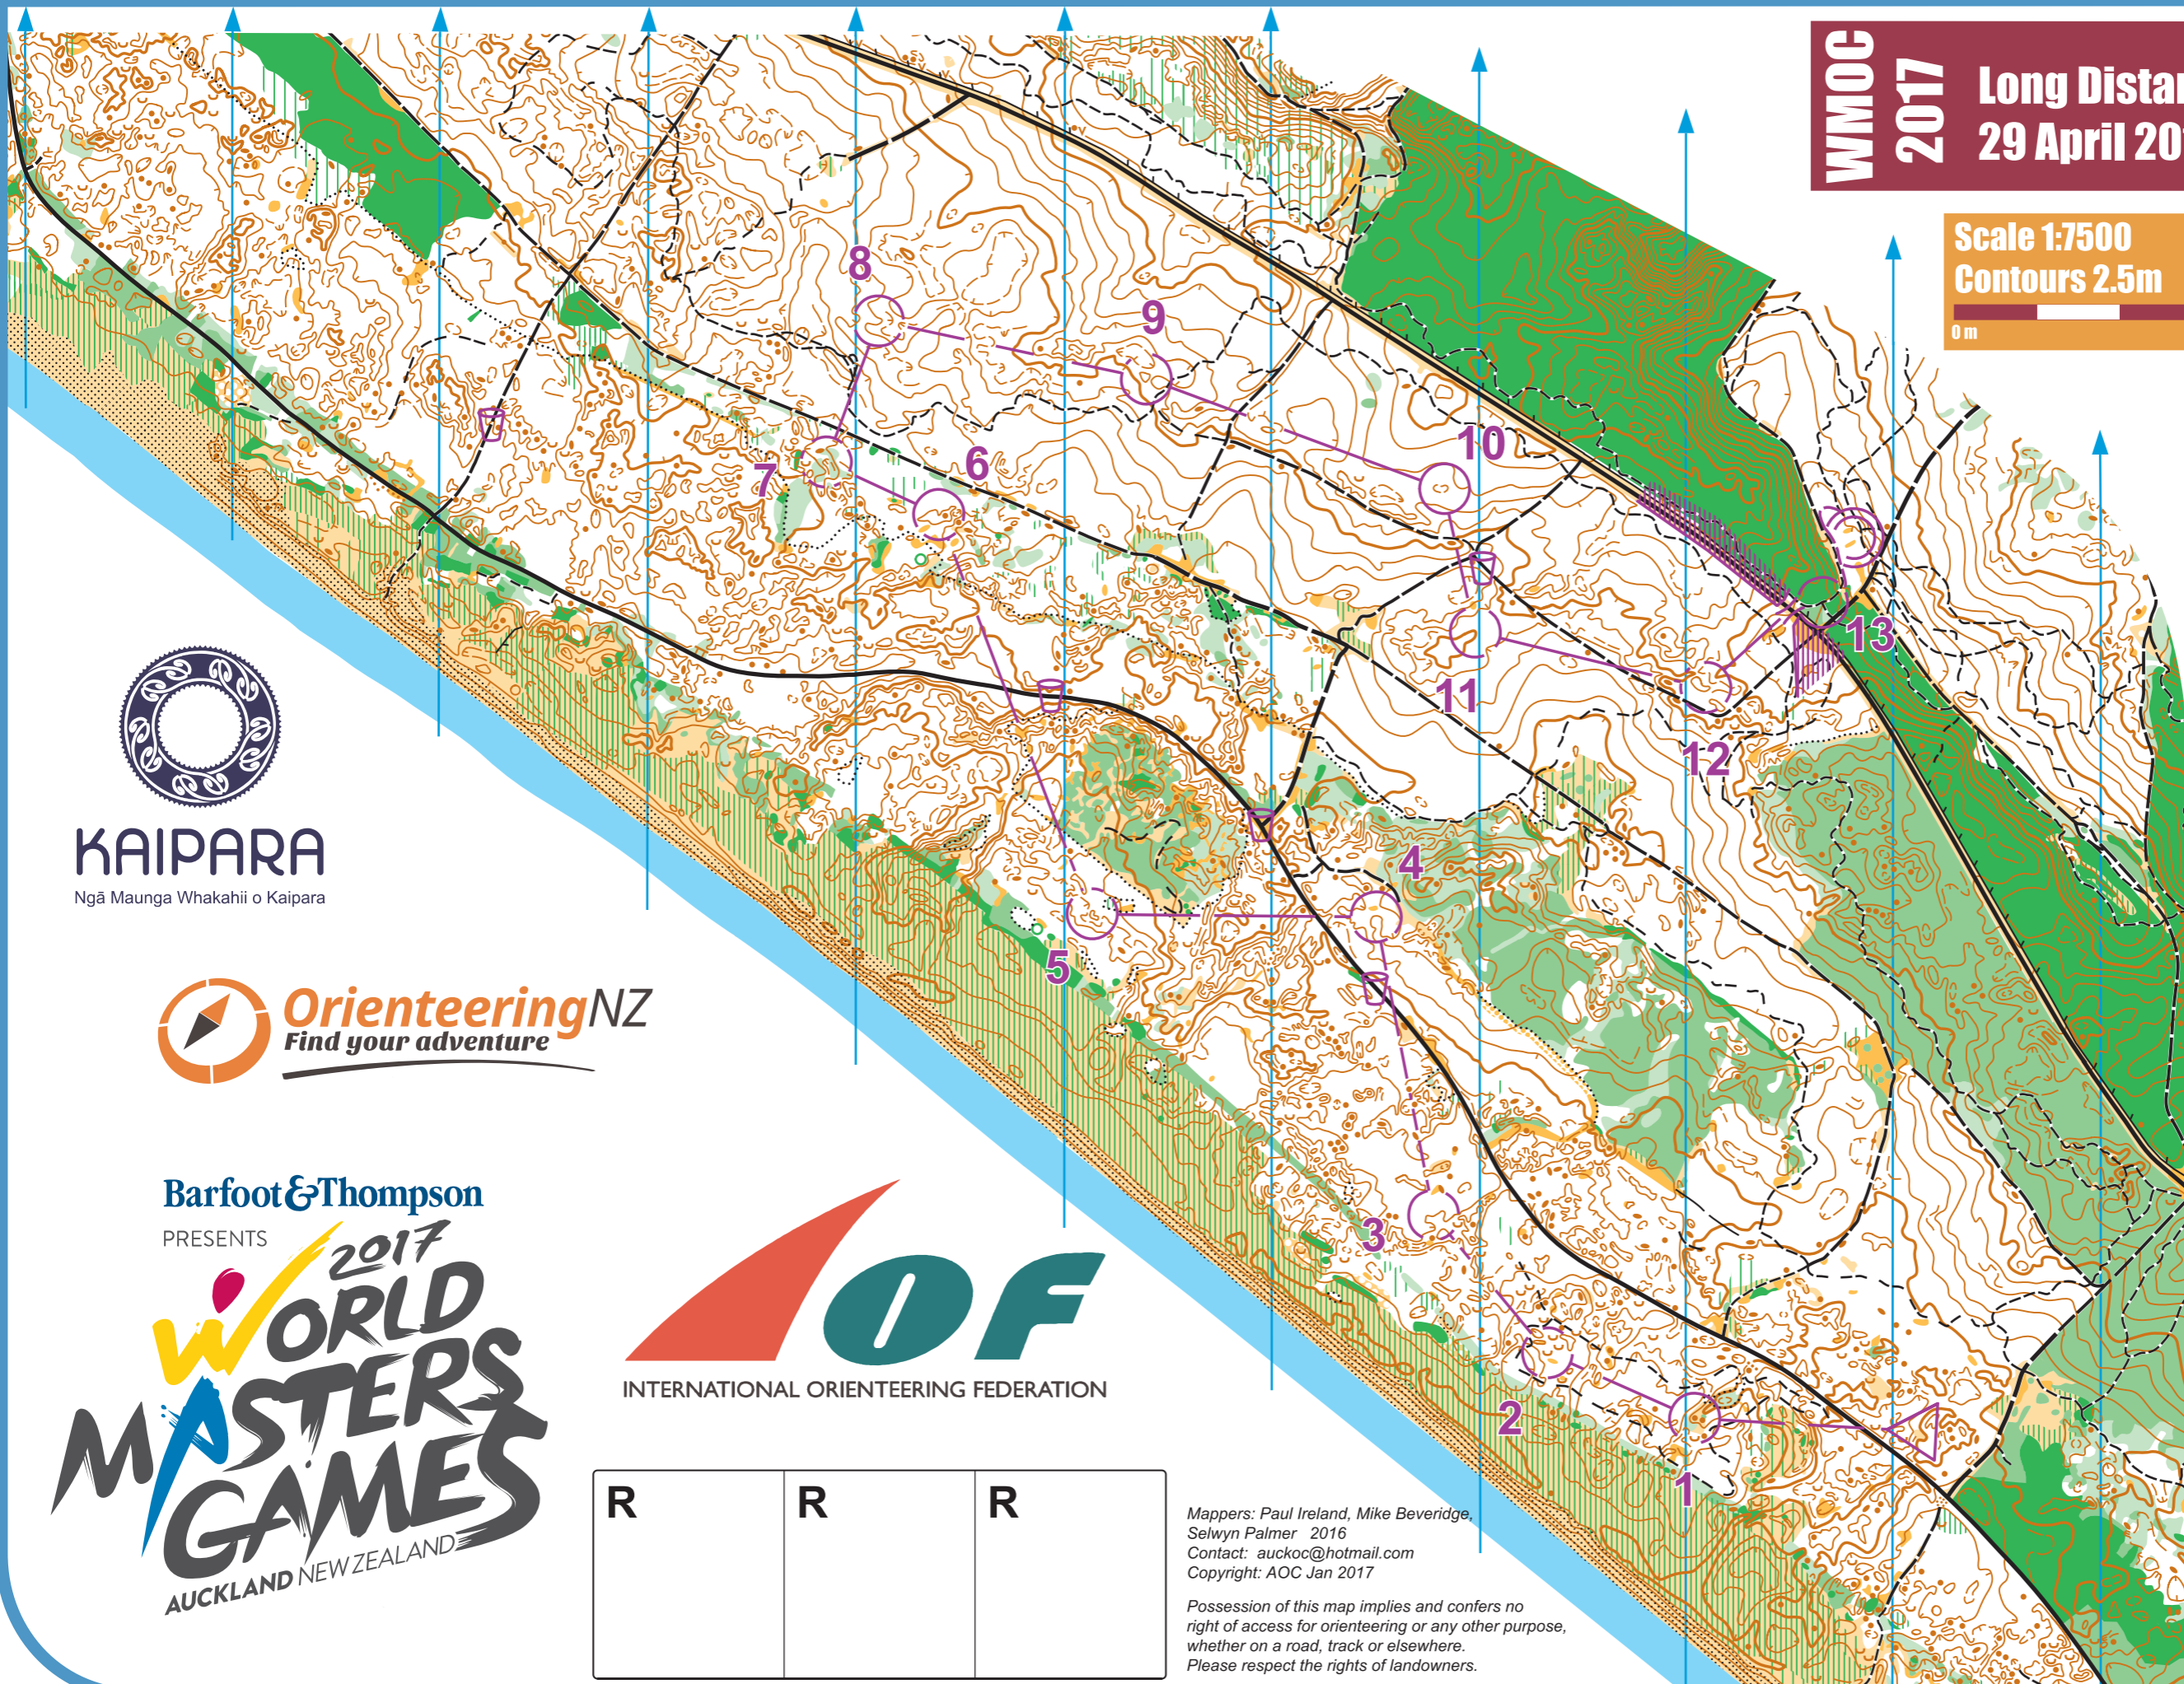 WMOC
2017
Long Distan
29 April 20
Scale 1:7500
Contours 2.5m
0 m
8
9
10
6
7
13
11
12
4
5
3
2
1
KAIPARA
Ngā Maunga Whakahii o Kaipara
OrienteeringNZ
Find your adventure
Barfoot&Thompson
PRESENTS
2017
WORLD
MASTERS
GAMES
AUCKLAND NEW ZEALAND
IOF
INTERNATIONAL ORIENTEERING FEDERATION
R
R
R
Mappers: Paul Ireland, Mike Beveridge,
Selwyn Palmer 2016
Contact: auckoc@hotmail.com
Copyright: AOC Jan 2017
Possession of this map implies and confers no
right of access for orienteering or any other purpose,
whether on a road, track or elsewhere.
Please respect the rights of landowners.